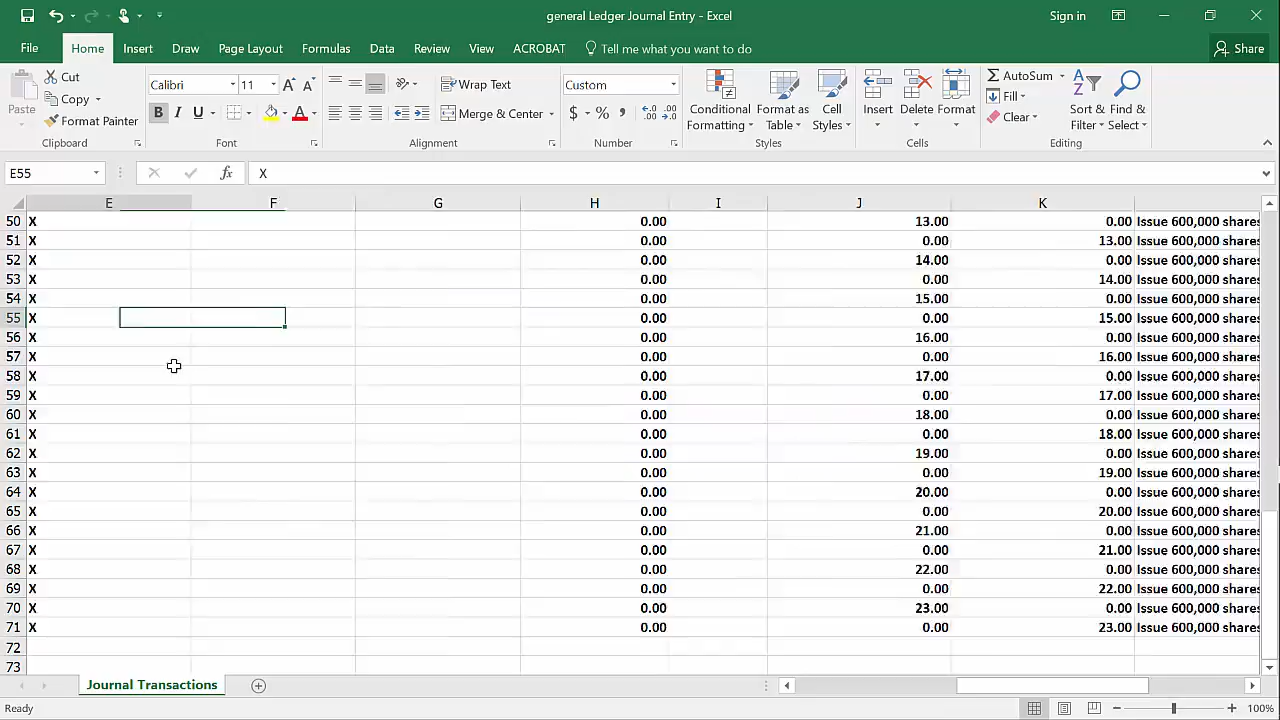 general Ledger Journal Entry - Excel
Sign in
File Home Insert Draw Page Layout Formulas Data Review View ACROBAT Tell me what you want to do Share
Paste Cut Copy Format Painter
Calibri 11
B I U A
Wrap Text
Merge & Center
Custom
$ % ,
Conditional Formatting
Format as Table
Cell Styles
Insert Delete Format
AutoSum
Fill
Clear
Sort & Filter
Find & Select
Clipboard Font Alignment Number Styles Cells Editing
E55 fx X
E F G H I J K
50 X 0.00 13.00 0.00 Issue 600,000 shares
51 X 0.00 0.00 13.00 Issue 600,000 shares
52 X 0.00 14.00 0.00 Issue 600,000 shares
53 X 0.00 0.00 14.00 Issue 600,000 shares
54 X 0.00 15.00 0.00 Issue 600,000 shares
55 X 0.00 0.00 15.00 Issue 600,000 shares
56 X 0.00 16.00 0.00 Issue 600,000 shares
57 X 0.00 0.00 16.00 Issue 600,000 shares
58 X 0.00 17.00 0.00 Issue 600,000 shares
59 X 0.00 0.00 17.00 Issue 600,000 shares
60 X 0.00 18.00 0.00 Issue 600,000 shares
61 X 0.00 0.00 18.00 Issue 600,000 shares
62 X 0.00 19.00 0.00 Issue 600,000 shares
63 X 0.00 0.00 19.00 Issue 600,000 shares
64 X 0.00 20.00 0.00 Issue 600,000 shares
65 X 0.00 0.00 20.00 Issue 600,000 shares
66 X 0.00 21.00 0.00 Issue 600,000 shares
67 X 0.00 0.00 21.00 Issue 600,000 shares
68 X 0.00 22.00 0.00 Issue 600,000 shares
69 X 0.00 0.00 22.00 Issue 600,000 shares
70 X 0.00 23.00 0.00 Issue 600,000 shares
71 X 0.00 0.00 23.00 Issue 600,000 shares
72
73
Journal Transactions
Ready 100%